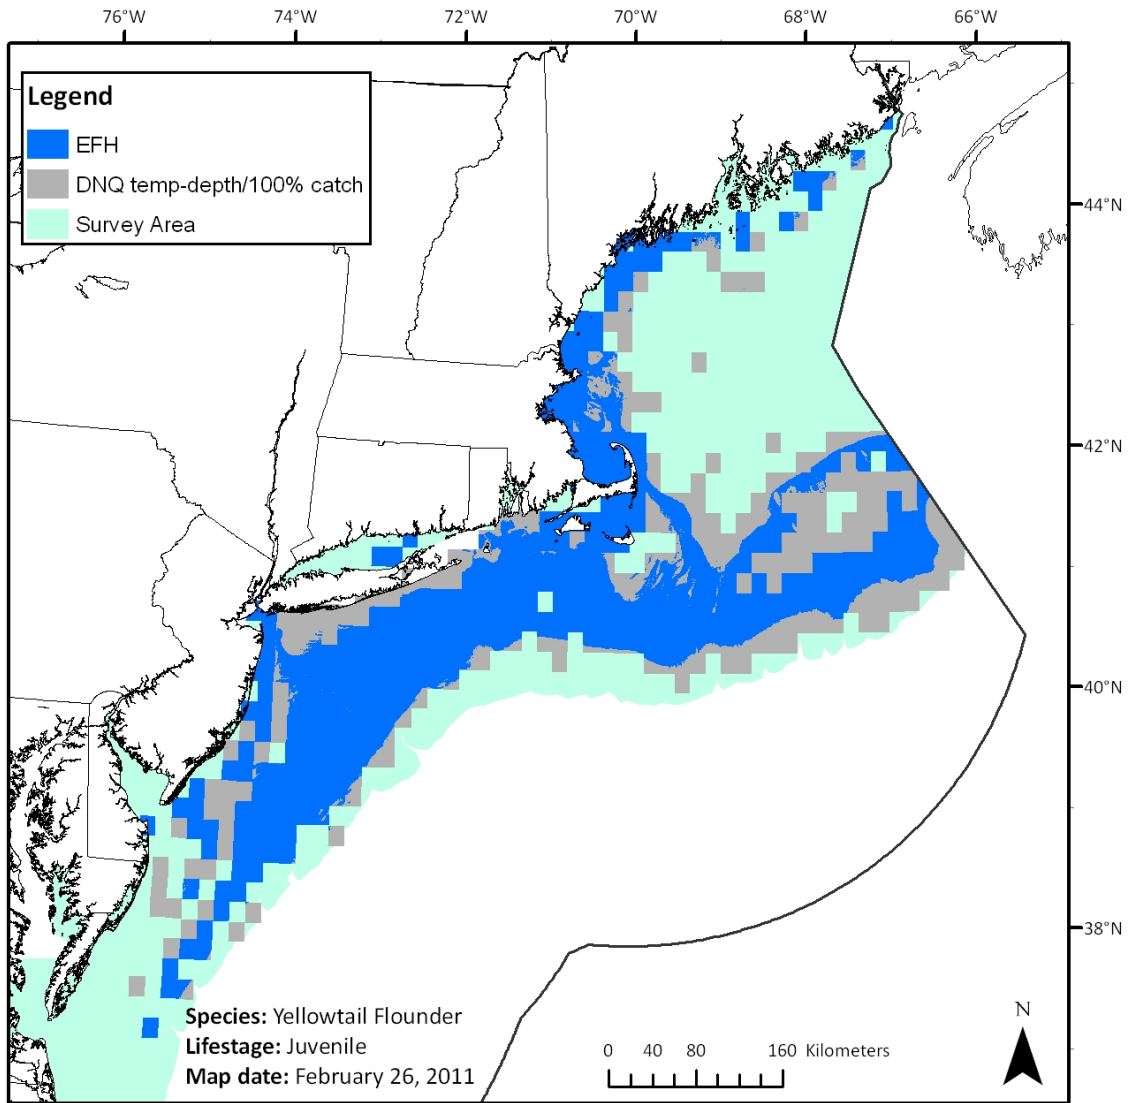 76°W 74°W 72°W 70°W 68°W 66°W
Legend
EFH
DNQ temp-depth/100% catch
Survey Area
44°N
42°N
40°N
38°N
Species: Yellowtail Flounder
Lifestage: Juvenile
Map date: February 26, 2011
0 40 80 160 Kilometers
N